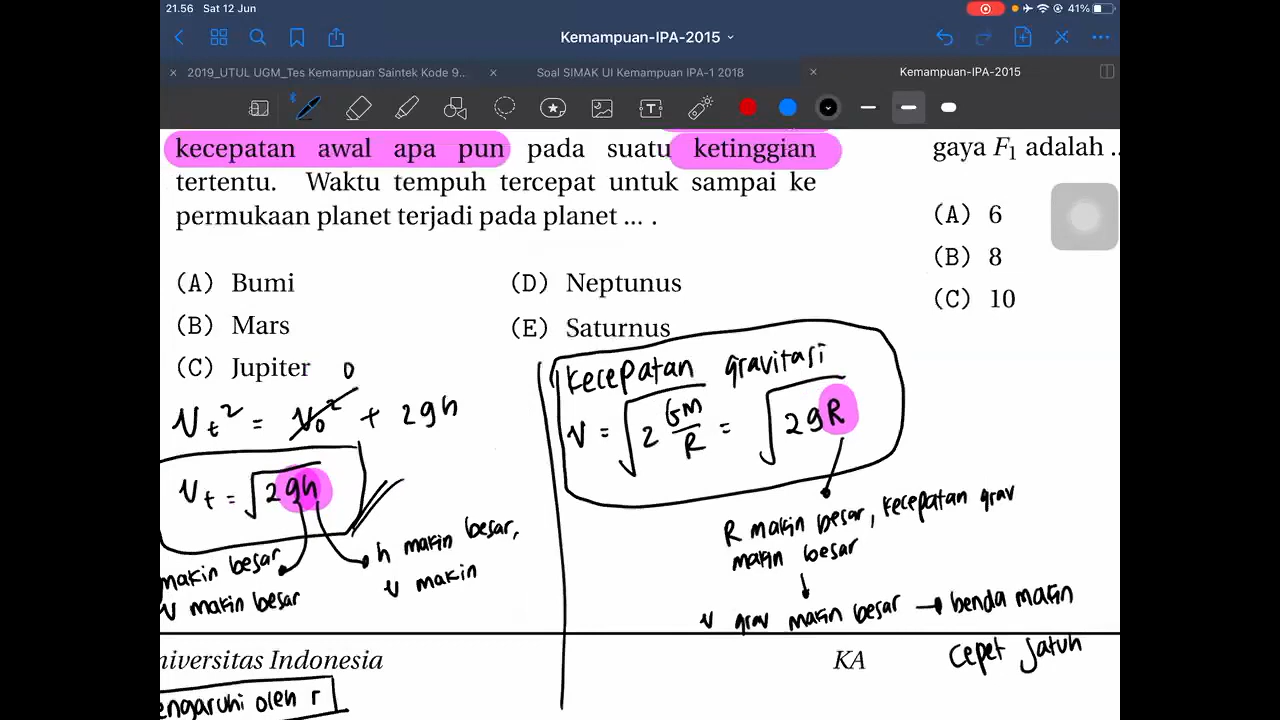 21.56 Sat 12 Jun
41%
Kemampuan-IPA-2015
2019_UTUL UGM_Tes Kemampuan Saintek Kode 9...
Soal SIMAK UI Kemampuan IPA-1 2018
Kemampuan-IPA-2015
kecepatan awal apa pun pada suatu ketinggian
tertentu. Waktu tempuh tercepat untuk sampai ke
permukaan planet terjadi pada planet ... .
(A) Bumi
(B) Mars
(C) Jupiter
(D) Neptunus
(E) Saturnus
gaya F₁ adalah ..
(A) 6
(B) 8
(C) 10
0
Vt² = V₀² + 2gh
Vt = √2gh
makin besar
v makin besar
h makin besar,
v makin
kecepatan gravitasi
V = √2 GM/R = √2gR
R makin besar, kecepatan grav
makin besar
v grav makin besar → benda makin
cepet jatuh
niversitas Indonesia
KA
engaruhi oleh r